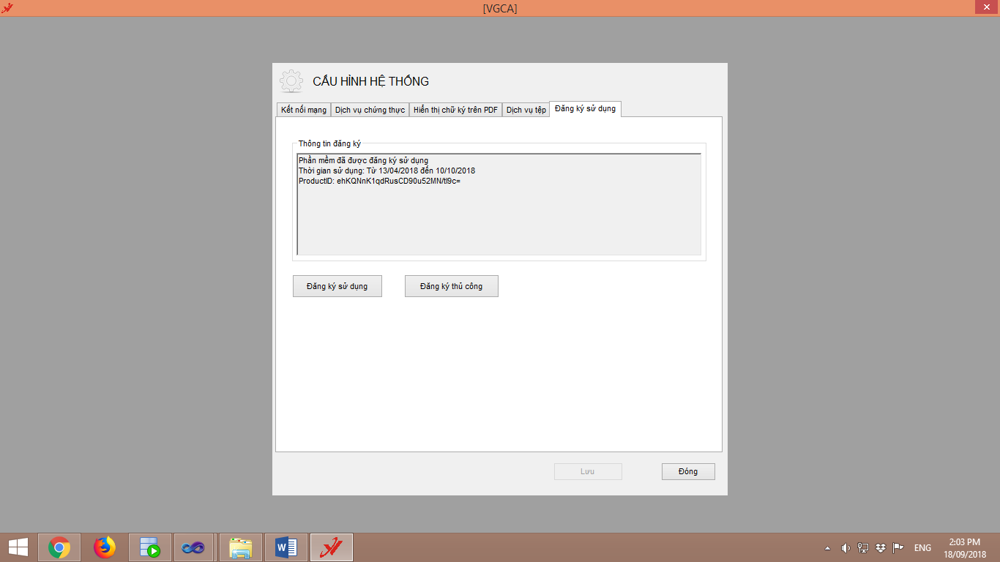 [VGCA]
CẤU HÌNH HỆ THỐNG
Kết nối mạng
Dịch vụ chứng thực
Hiển thị chữ ký trên PDF
Dịch vụ tệp
Đăng ký sử dụng
Thông tin đăng ký
Phần mềm đã được đăng ký sử dụng
Thời gian sử dụng: Từ 13/04/2018 đến 10/10/2018
ProductID: ehKQNnK1qdRusCD90u52MN/tl9c=
Đăng ký sử dụng
Đăng ký thủ công
Lưu
Đóng
ENG
2:03 PM
18/09/2018